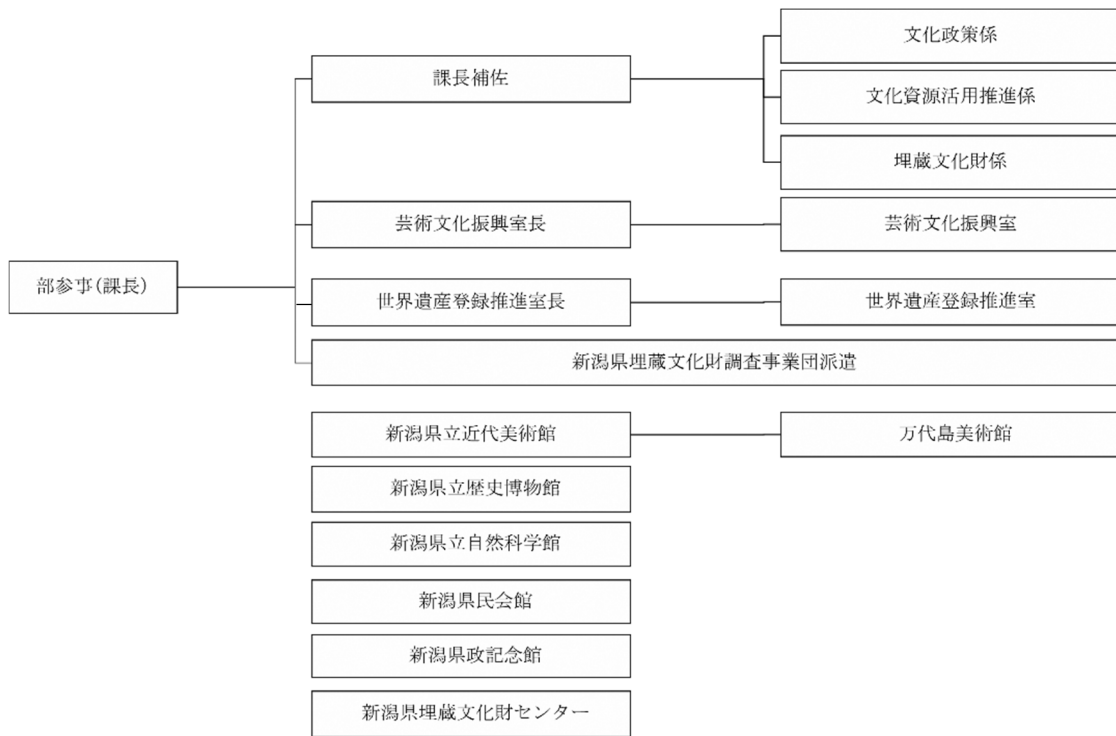 部参事(課長)
課長補佐
文化政策係
文化資源活用推進係
埋蔵文化財係
芸術文化振興室長
芸術文化振興室
世界遺産登録推進室長
世界遺産登録推進室
新潟県埋蔵文化財調査事業団派遣
新潟県立近代美術館
万代島美術館
新潟県立歴史博物館
新潟県立自然科学館
新潟県民会館
新潟県政記念館
新潟県埋蔵文化財センター